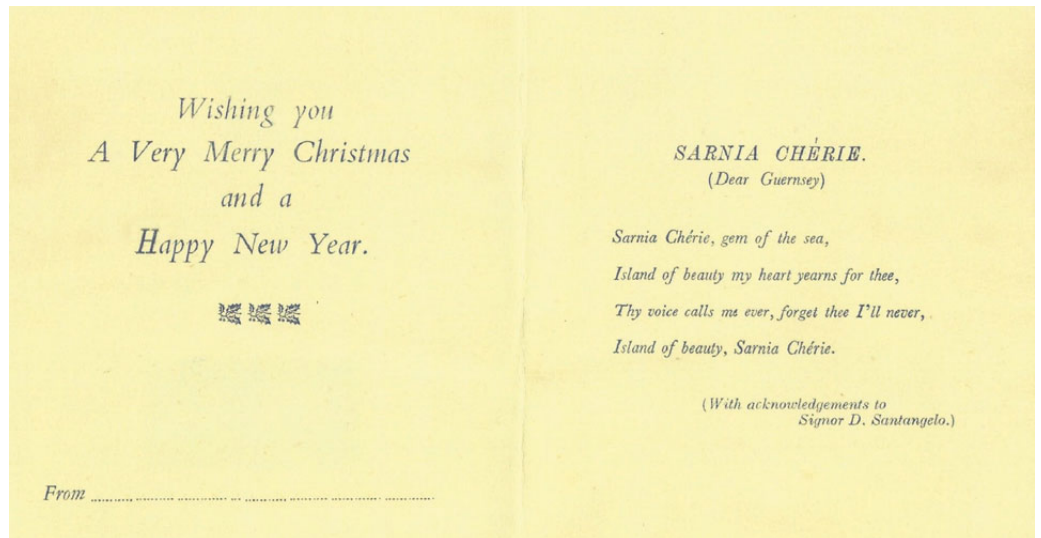 Wishing you
A Very Merry Christmas
and a
Happy New Year.
From
SARNIA CHÉRIE.
(Dear Guernsey)
Sarnia Chérie, gem of the sea,
Island of beauty my heart yearns for thee,
Thy voice calls me ever, forget thee I'll never,
Island of beauty, Sarnia Chérie.
(With acknowledgements to
Signor D. Santangelo.)